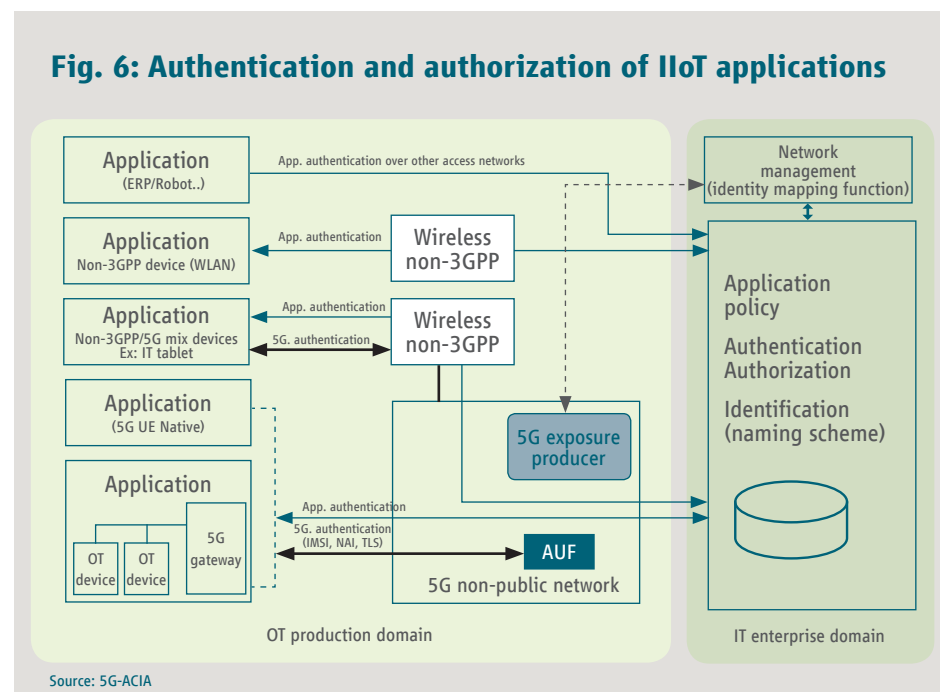 Fig. 6: Authentication and authorization of IIoT applications
Application
(ERP/Robot..)
App. authentication over other access networks
Network
management
(identity mapping function)
Application
Non-3GPP device (WLAN)
App. authentication
Wireless
non-3GPP
Application
Non-3GPP/5G mix devices
Ex: IT tablet
App. authentication
5G. authentication
Wireless
non-3GPP
Application
policy
Authentication
Authorization
Identification
(naming scheme)
Application
(5G UE Native)
5G exposure
producer
Application
OT
device
OT
device
5G
gateway
App. authentication
5G. authentication
(IMSI, NAI, TLS)
AUF
5G non-public network
OT production domain
IT enterprise domain
Source: 5G-ACIA